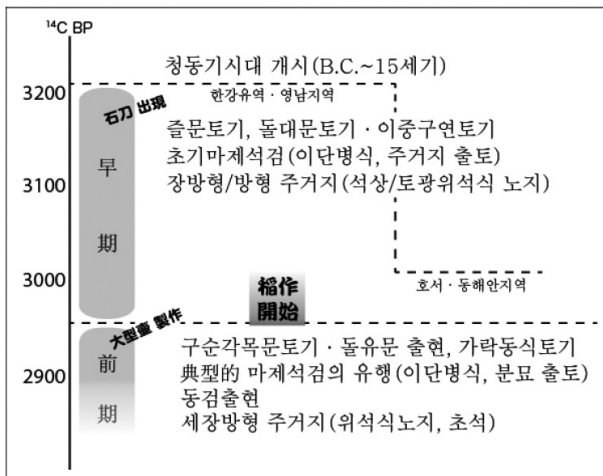 ¹⁴C BP
청동기시대 개시(B.C.~15세기)
3200
한강유역·영남지역
石刀 出現
즐문토기, 돌대문토기·이중구연토기
초기마제석검(이단병식, 주거지 출토)
3100
장방형/방형 주거지(석상/토광위석식 노지)
早
期
3000
호서·동해안지역
稻作
開始
大型壺 製作
구순각목문토기·돌유문 출현, 가락동식토기
前
2900
典型的 마제석검의 유행(이단병식, 분묘 출토)
동검출현
期
세장방형 주거지(위석식노지, 초석)